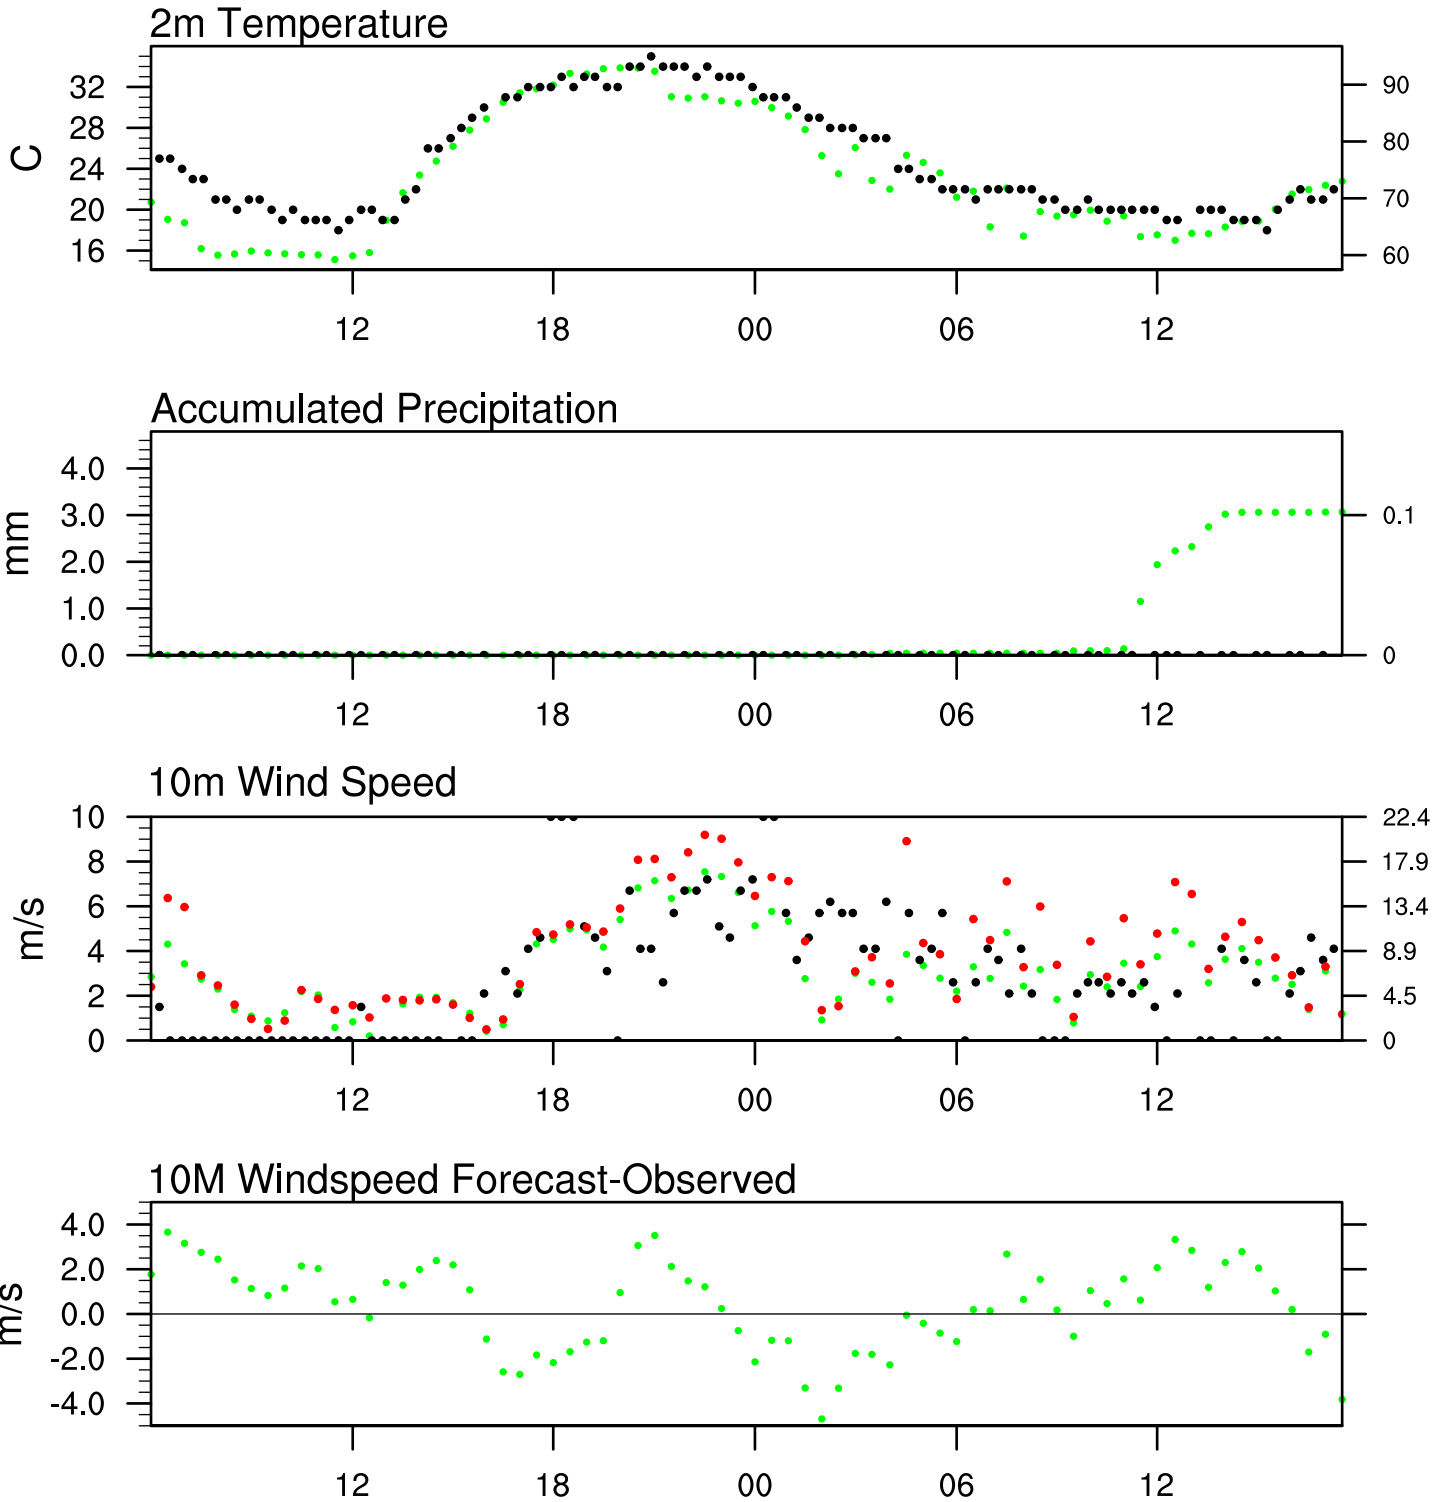 2m Temperature
C
32
28
24
20
16
90
80
70
60
12 18 00 06 12
Accumulated Precipitation
mm
4.0
3.0
2.0
1.0
0.0
0.1
0
12 18 00 06 12
10m Wind Speed
m/s
10
8
6
4
2
0
22.4
17.9
13.4
8.9
4.5
0
12 18 00 06 12
10M Windspeed Forecast-Observed
m/s
4.0
2.0
0.0
-2.0
-4.0
12 18 00 06 12